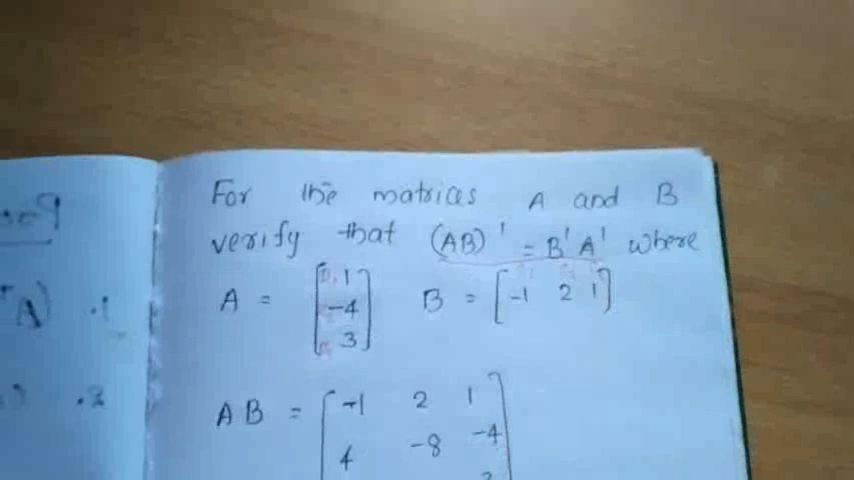 For the matrices A and B
verify that (AB)' = B'A' where
A = [1 -4 3] B = [-1 2 1]
AB = [-1 2 1
4 -8 -4